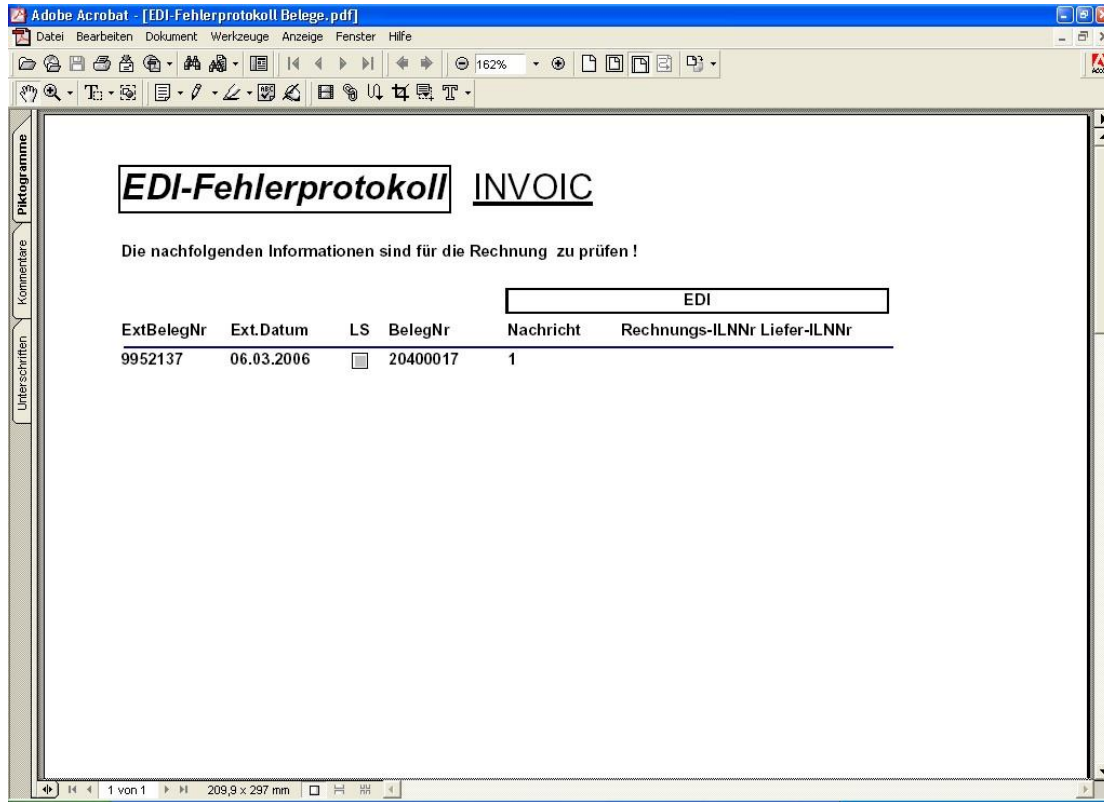 Adobe Acrobat - [EDI-Fehlerprotokoll Belege.pdf]
Datei Bearbeiten Dokument Werkzeuge Anzeige Fenster Hilfe
162%
Piktogramme
Kommentare
Unterschriften
EDI-Fehlerprotokoll INVOIC
Die nachfolgenden Informationen sind für die Rechnung zu prüfen !
EDI
ExtBelegNr Ext.Datum LS BelegNr Nachricht Rechnungs-ILNNr Liefer-ILNNr
9952137 06.03.2006 20400017 1
1 von 1 209,9 x 297 mm